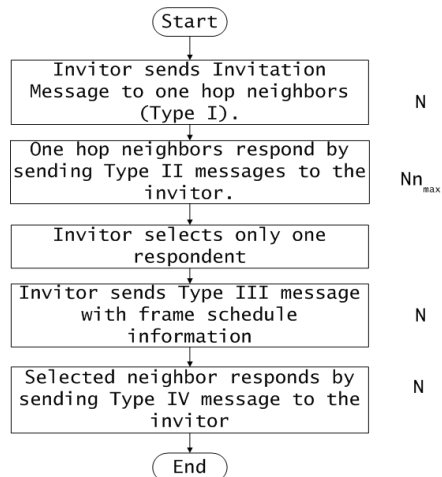 Start
Invitor sends Invitation
Message to one hop neighbors
(Type I).
N
One hop neighbors respond by
sending Type II messages to the
invitor.
Nn_max
Invitor selects only one
respondent
Invitor sends Type III message
with frame schedule
information
N
Selected neighbor responds by
sending Type IV message to the
invitor
N
End